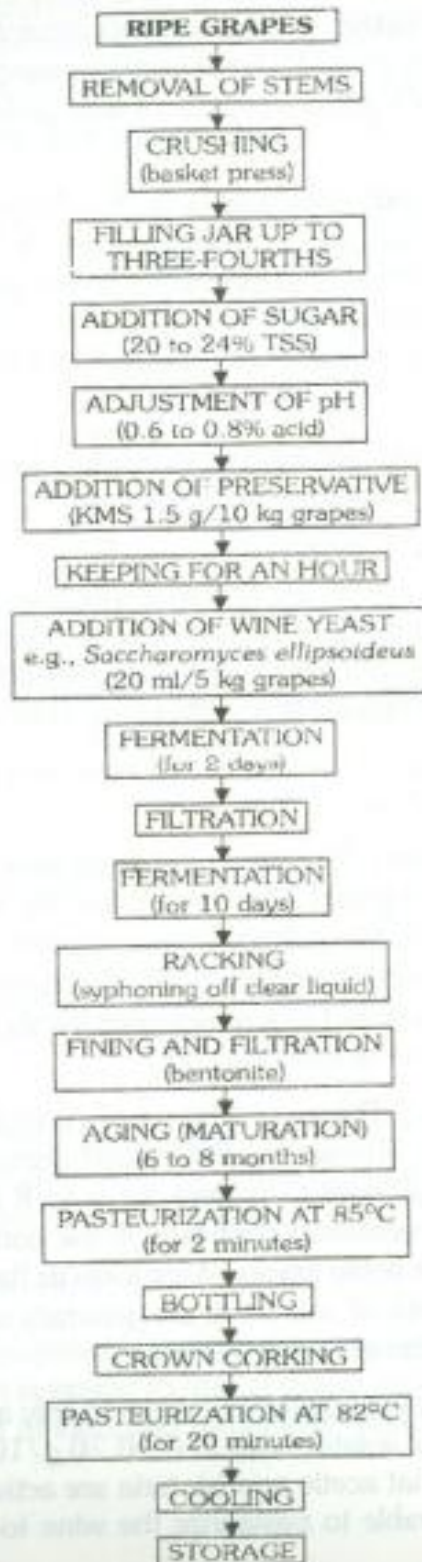 RIPE GRAPES
REMOVAL OF STEMS
CRUSHING
(basket press)
FILLING JAR UP TO
THREE-FOURTHS
ADDITION OF SUGAR
(20 to 24% TSS)
ADJUSTMENT OF pH
(0.6 to 0.8% acid)
ADDITION OF PRESERVATIVE
(KMS 1.5 g/10 kg grapes)
KEEPING FOR AN HOUR
ADDITION OF WINE YEAST
e.g., Saccharomyces ellipsoideus
(20 ml/5 kg grapes)
FERMENTATION
(for 2 days)
FILTRATION
FERMENTATION
(for 10 days)
RACKING
(syphoning off clear liquid)
FINING AND FILTRATION
(bentonite)
AGING (MATURATION)
(6 to 8 months)
PASTEURIZATION AT 85°C
(for 2 minutes)
BOTTLING
CROWN CORKING
PASTEURIZATION AT 82°C
(for 20 minutes)
COOLING
STORAGE